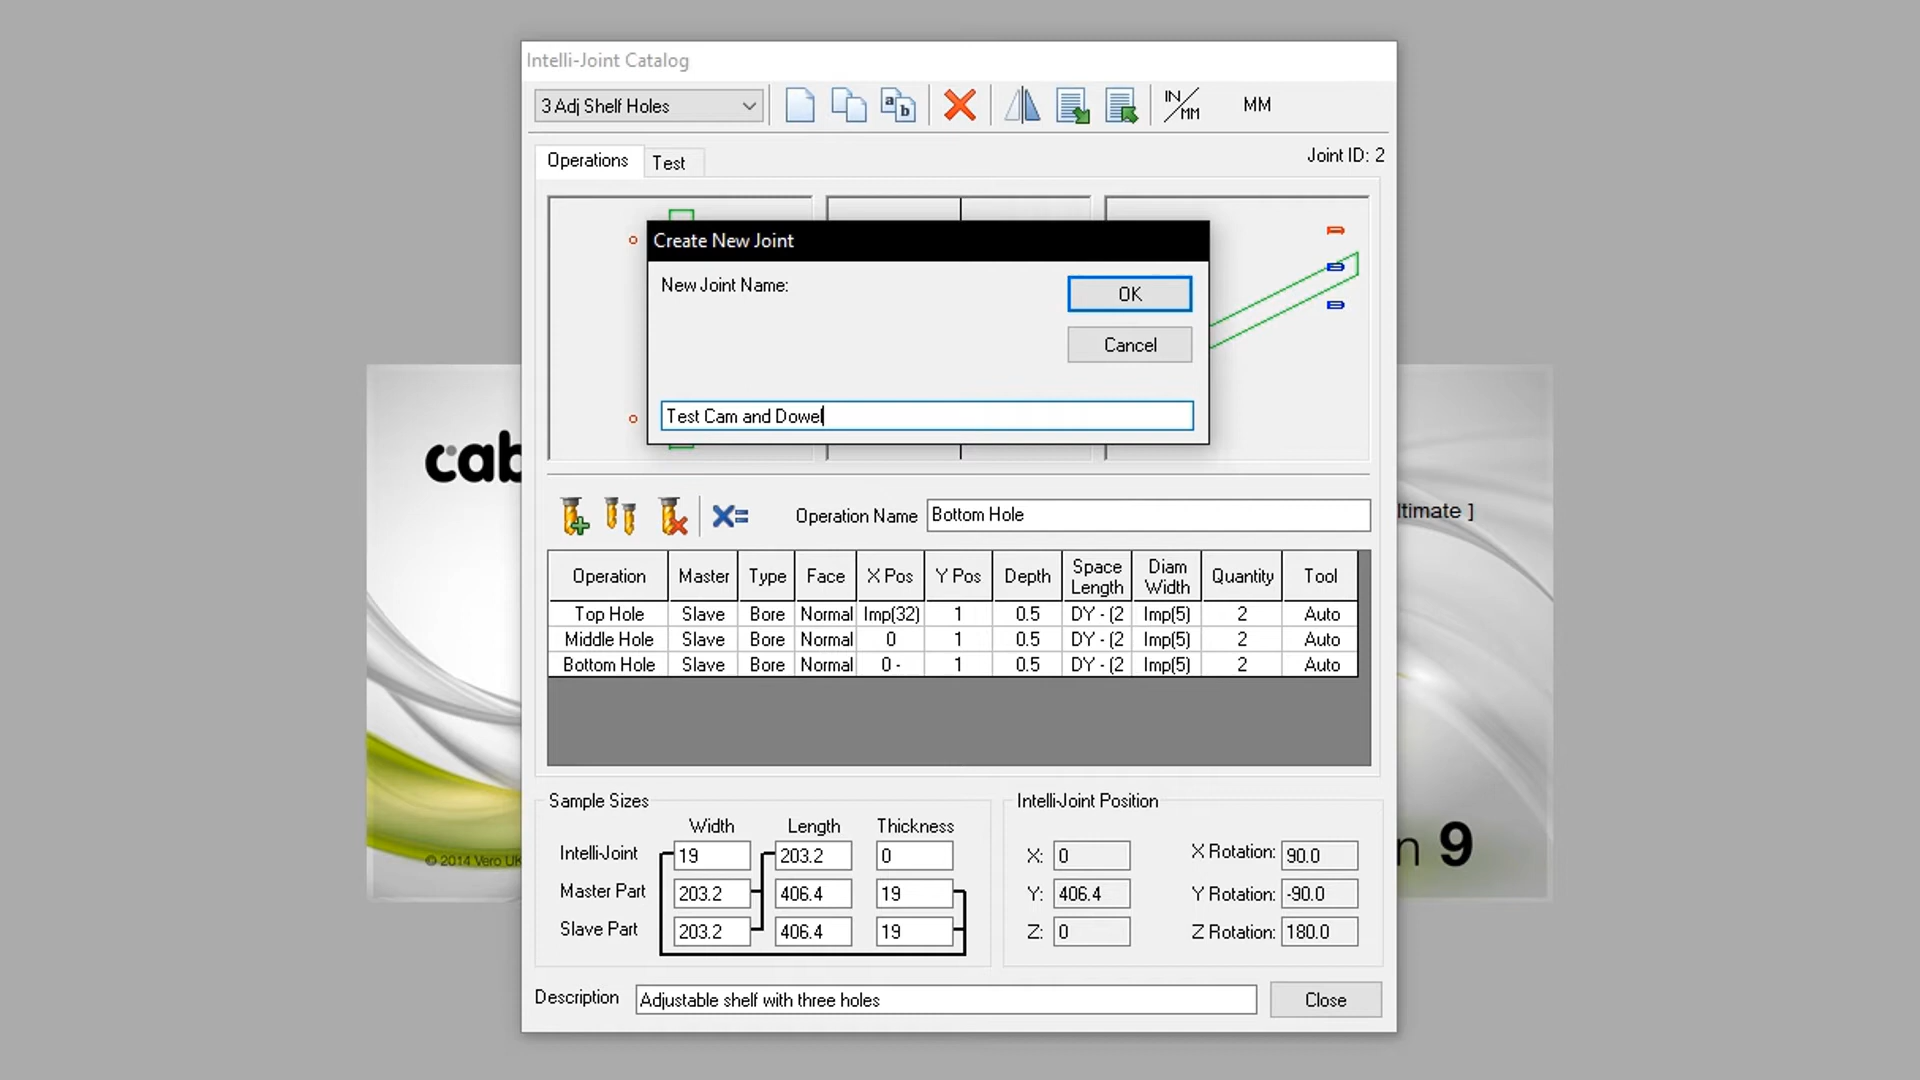 Intelli-Joint Catalog
3 Adj Shelf Holes
a b
IN/MM
MM
Operations
Test
Joint ID: 2
Create New Joint
New Joint Name:
OK
Cancel
Test Cam and Dowel
cab
ltimate ]
Operation Name
Bottom Hole
Operation Master Type Face X Pos Y Pos Depth Space Length Diam Width Quantity Tool
Top Hole Slave Bore Normal Imp(32) 1 0.5 DY - (2 Imp(5) 2 Auto
Middle Hole Slave Bore Normal 0 1 0.5 DY - (2 Imp(5) 2 Auto
Bottom Hole Slave Bore Normal 0 - 1 0.5 DY - (2 Imp(5) 2 Auto
Sample Sizes
Width Length Thickness
Intelli-Joint 19 203.2 0
Master Part 203.2 406.4 19
Slave Part 203.2 406.4 19
Intelli-Joint Position
X: 0 X Rotation: 90.0
Y: 406.4 Y Rotation: -90.0
Z: 0 Z Rotation: 180.0
© 2014 Vero UK
n 9
Description
Adjustable shelf with three holes
Close